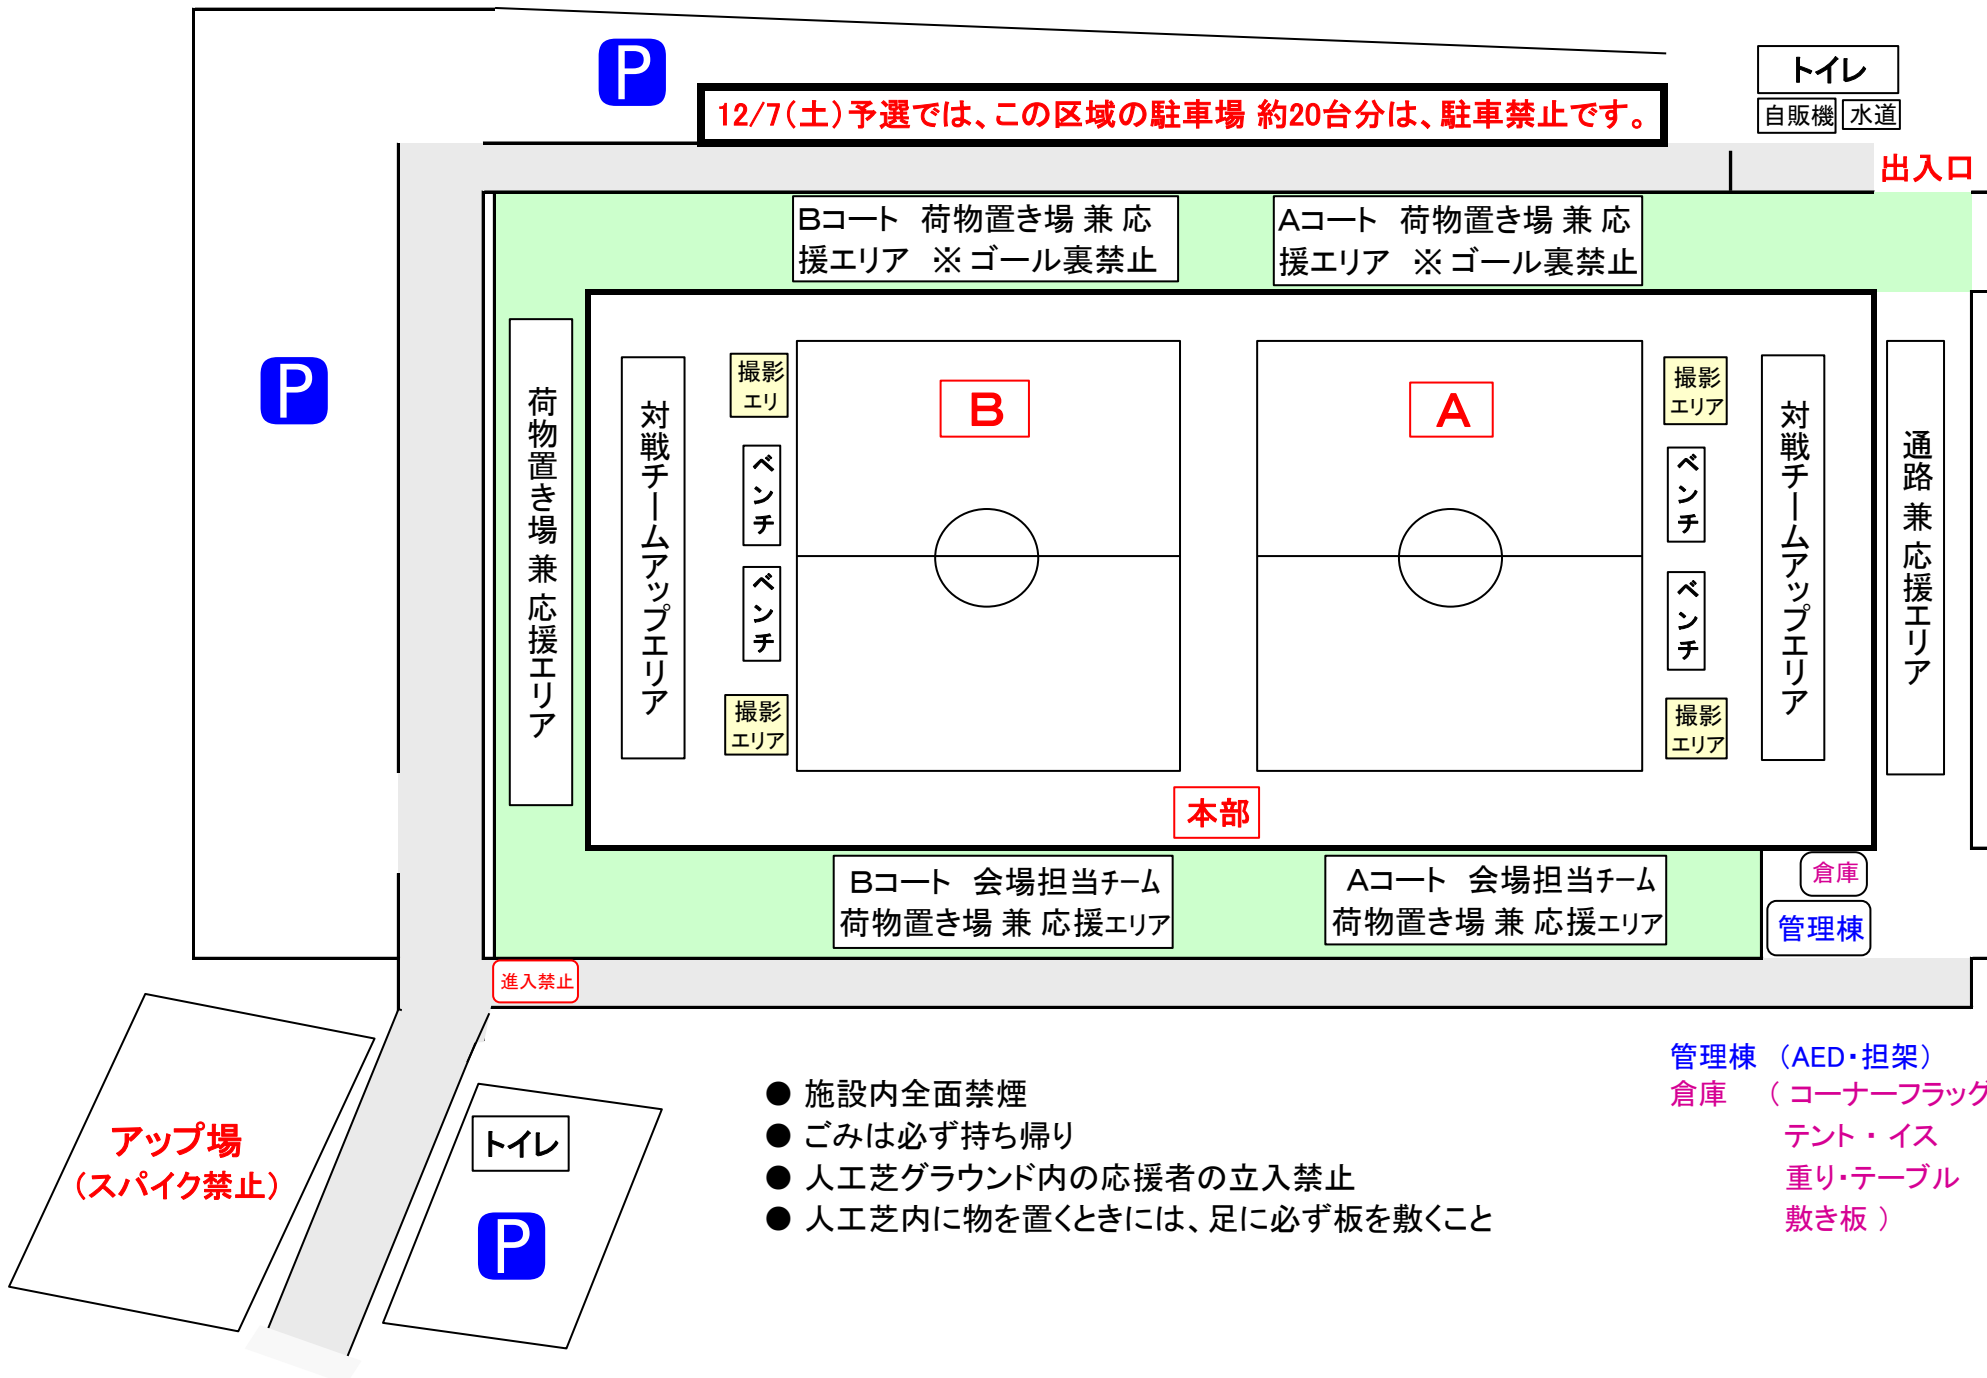 P
トイレ
12/7(土)予選では、この区域の駐車場 約20台分は、駐車禁止です。
自販機
水道
出入口
Bコート　荷物置き場 兼 応
援エリア　※ ゴール裏禁止
Aコート　荷物置き場 兼 応
援エリア　※ ゴール裏禁止
P
荷物置き場 兼 応援エリア
対戦チームアップエリア
撮影
エリ
ベンチ
ベンチ
撮影
エリア
B
A
撮影
エリア
ベンチ
ベンチ
撮影
エリア
対戦チームアップエリア
通路 兼 応援エリア
本部
Bコート　会場担当チーム
荷物置き場 兼 応援エリア
Aコート　会場担当チーム
荷物置き場 兼 応援エリア
倉庫
管理棟
進入禁止
アップ場
（スパイク禁止）
トイレ
P
● 施設内全面禁煙
● ごみは必ず持ち帰り
● 人工芝グラウンド内の応援者の立入禁止
● 人工芝内に物を置くときには、足に必ず板を敷くこと
管理棟　（AED・担架）
倉庫　（ コーナーフラッグ
テント ・ イス
重り・テーブル
敷き板 ）